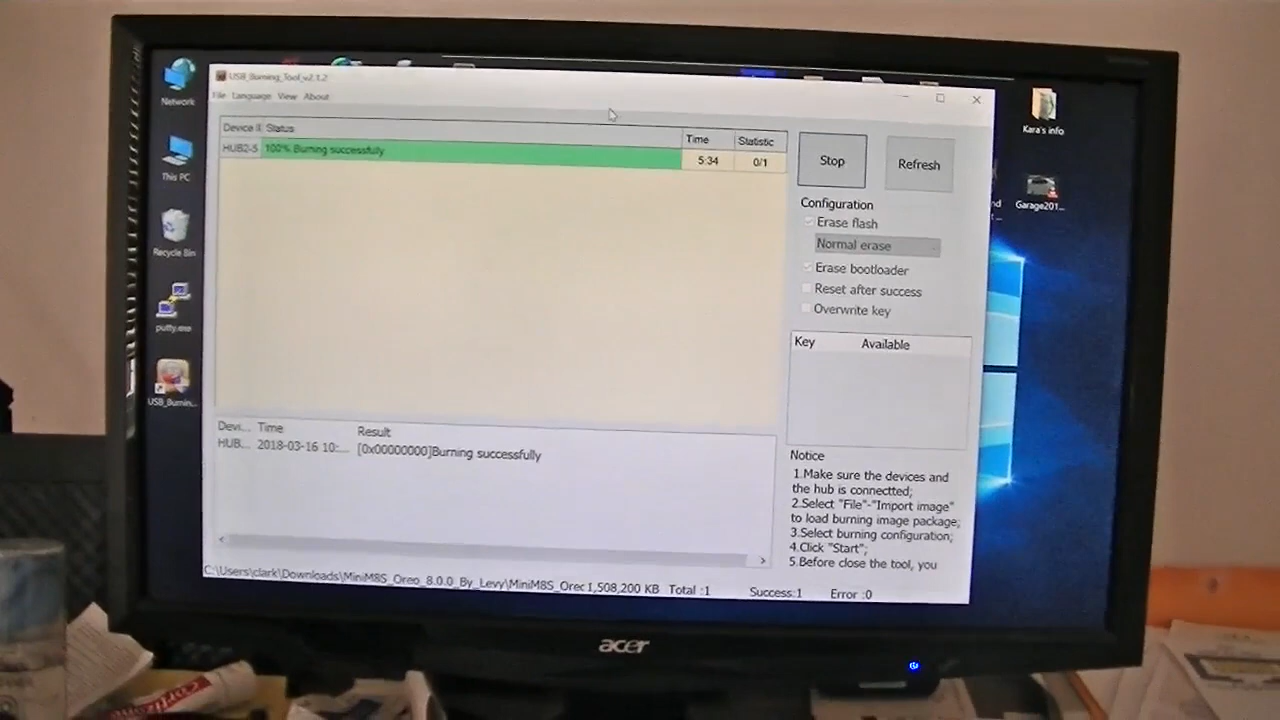 USB_Burning_Tool_v2.1.2
File Language View About
Network
This PC
Recycle Bin
putty.exe
USB_Burnin...
Kara's info
Garage201...
Status Time Statistic
HUB2-5 100% Burning successfully 5:34 0/1
Stop
Refresh
Configuration
Erase flash
Normal erase
Erase bootloader
Reset after success
Overwrite key
Key Available
Devi... Time Result
HUB... 2018-03-16 10:... [0x00000000]Burning successfully
Notice
1.Make sure the devices and
the hub is connectted;
2.Select "File"-"Import image"
to load burning image package;
3.Select burning configuration;
4.Click "Start";
5.Before close the tool, you
C:\Users\clark\Downloads\MiniM8S_Oreo_8.0.0_By_Levy\MiniM8S_Orec 1,508,200 KB Total :1 Success:1 Error :0
acer